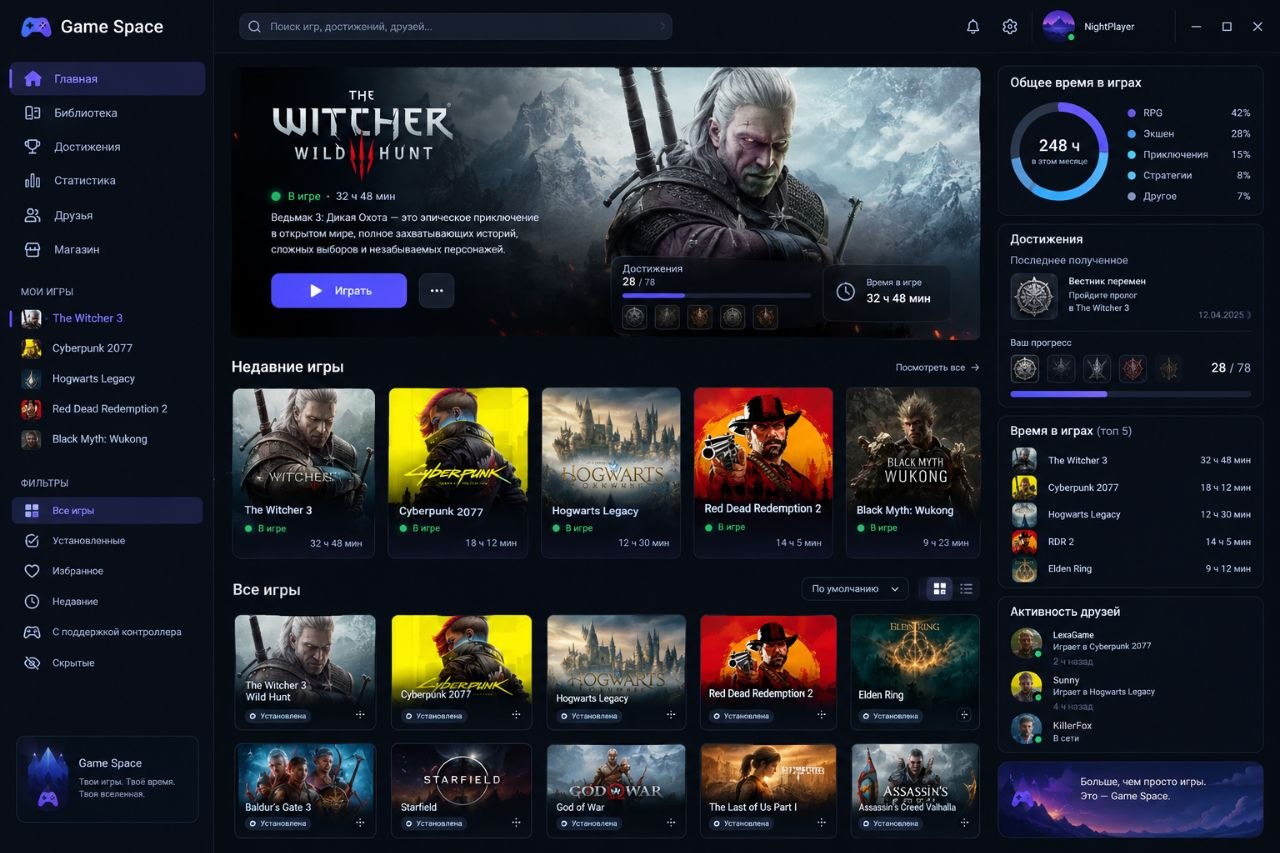 Game Space
Поиск игр, достижений, друзей...
NightPlayer
Главная
Библиотека
Достижения
Статистика
Друзья
Магазин
МОИ ИГРЫ
The Witcher 3
Cyberpunk 2077
Hogwarts Legacy
Red Dead Redemption 2
Black Myth: Wukong
ФИЛЬТРЫ
Все игры
Установленные
Избранное
Недавние
С поддержкой контроллера
Скрытые
Game Space
Твои игры. Твоё время.
Твоя вселенная.
THE
WITCHER
WILD HUNT
В игре • 32 ч 48 мин
Ведьмак 3: Дикая Охота — это эпическое приключение
в открытом мире, полное захватывающих историй,
сложных выборов и незабываемых персонажей.
Играть
Достижения
28 / 78
Время в игре
32 ч 48 мин
Недавние игры
Посмотреть все →
WITCHER
The Witcher 3
В игре
32 ч 48 мин
CYBERPUNK
Cyberpunk 2077
В игре
18 ч 12 мин
HOGWARTS
Hogwarts Legacy
В игре
12 ч 30 мин
Red Dead Redemption 2
В игре
14 ч 5 мин
BLACK MYTH
WUKONG
Black Myth: Wukong
В игре
9 ч 23 мин
Все игры
По умолчанию
The Witcher 3
Wild Hunt
Установлена
CYBERPUNK
Cyberpunk 2077
Установлена
HOGWARTS
Hogwarts Legacy
Установлена
Red Dead Redemption 2
Установлена
ELDEN RING
Elden Ring
Установлена
Baldur's Gate 3
Установлена
STARFIELD
Starfield
Установлена
GOD OF WAR
God of War
Установлена
The Last of Us Part I
Установлена
ASSASSIN'S
Assassin's Creed Valhalla
Установлена
Общее время в играх
248 ч
в этом месяце
RPG 42%
Экшен 28%
Приключения 15%
Стратегии 8%
Другое 7%
Достижения
Последнее полученное
Вестник перемен
Пройдите пролог
в The Witcher 3
12.04.2025
Ваш прогресс
28 / 78
Время в играх (топ 5)
The Witcher 3 32 ч 48 мин
Cyberpunk 2077 18 ч 12 мин
Hogwarts Legacy 12 ч 30 мин
RDR 2 14 ч 5 мин
Elden Ring 9 ч 12 мин
Активность друзей
LexaGame
Играет в Cyberpunk 2077
2 ч назад
Sunny
Играет в Hogwarts Legacy
4 ч назад
KillerFox
В сети
Больше, чем просто игры.
Это — Game Space.